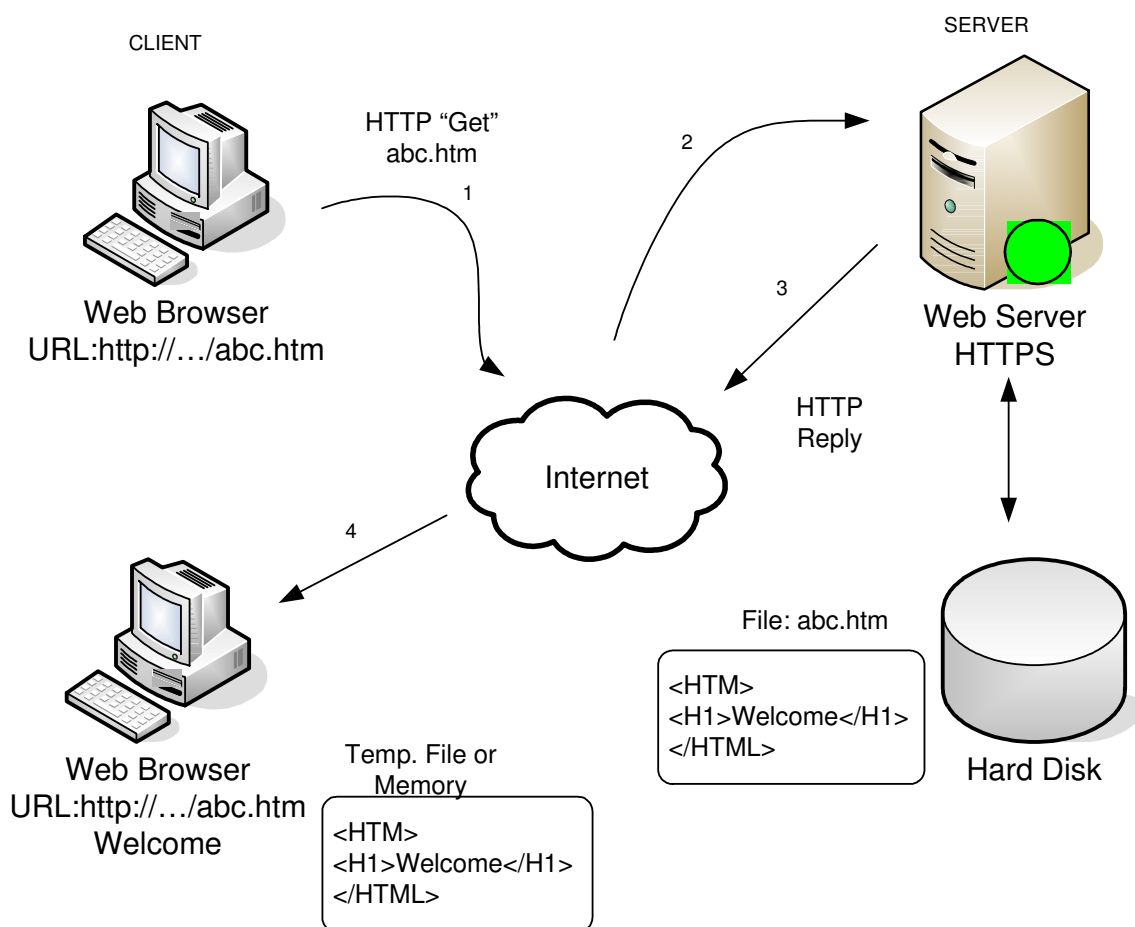 CLIENT
SERVER
HTTP “Get”
abc.htm
1
2
Web Browser
URL:http://…/abc.htm
3
Web Server
HTTPS
HTTP
Reply
Internet
4
File: abc.htm
<HTM>
<H1>Welcome</H1>
</HTML>
Hard Disk
Web Browser
URL:http://…/abc.htm
Welcome
Temp. File or
Memory
<HTM>
<H1>Welcome</H1>
</HTML>